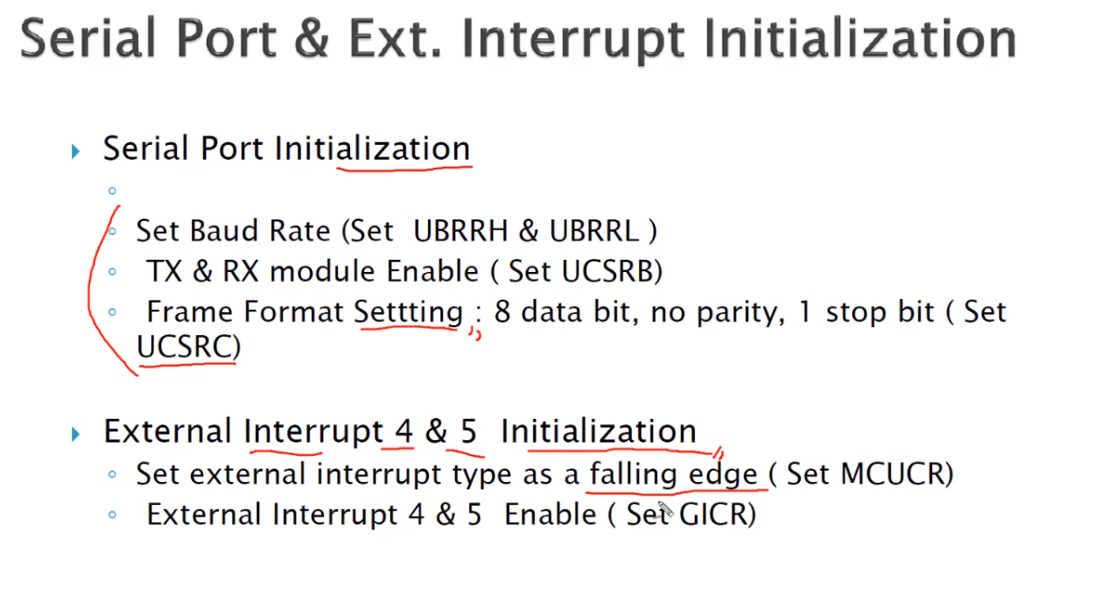 Serial Port & Ext. Interrupt Initialization
Serial Port Initialization
Set Baud Rate (Set UBRRH & UBRRL )
TX & RX module Enable ( Set UCSRB)
Frame Format Settting : 8 data bit, no parity, 1 stop bit ( Set
UCSRC)
External Interrupt 4 & 5 Initialization
Set external interrupt type as a falling edge ( Set MCUCR)
External Interrupt 4 & 5 Enable ( Set GICR)